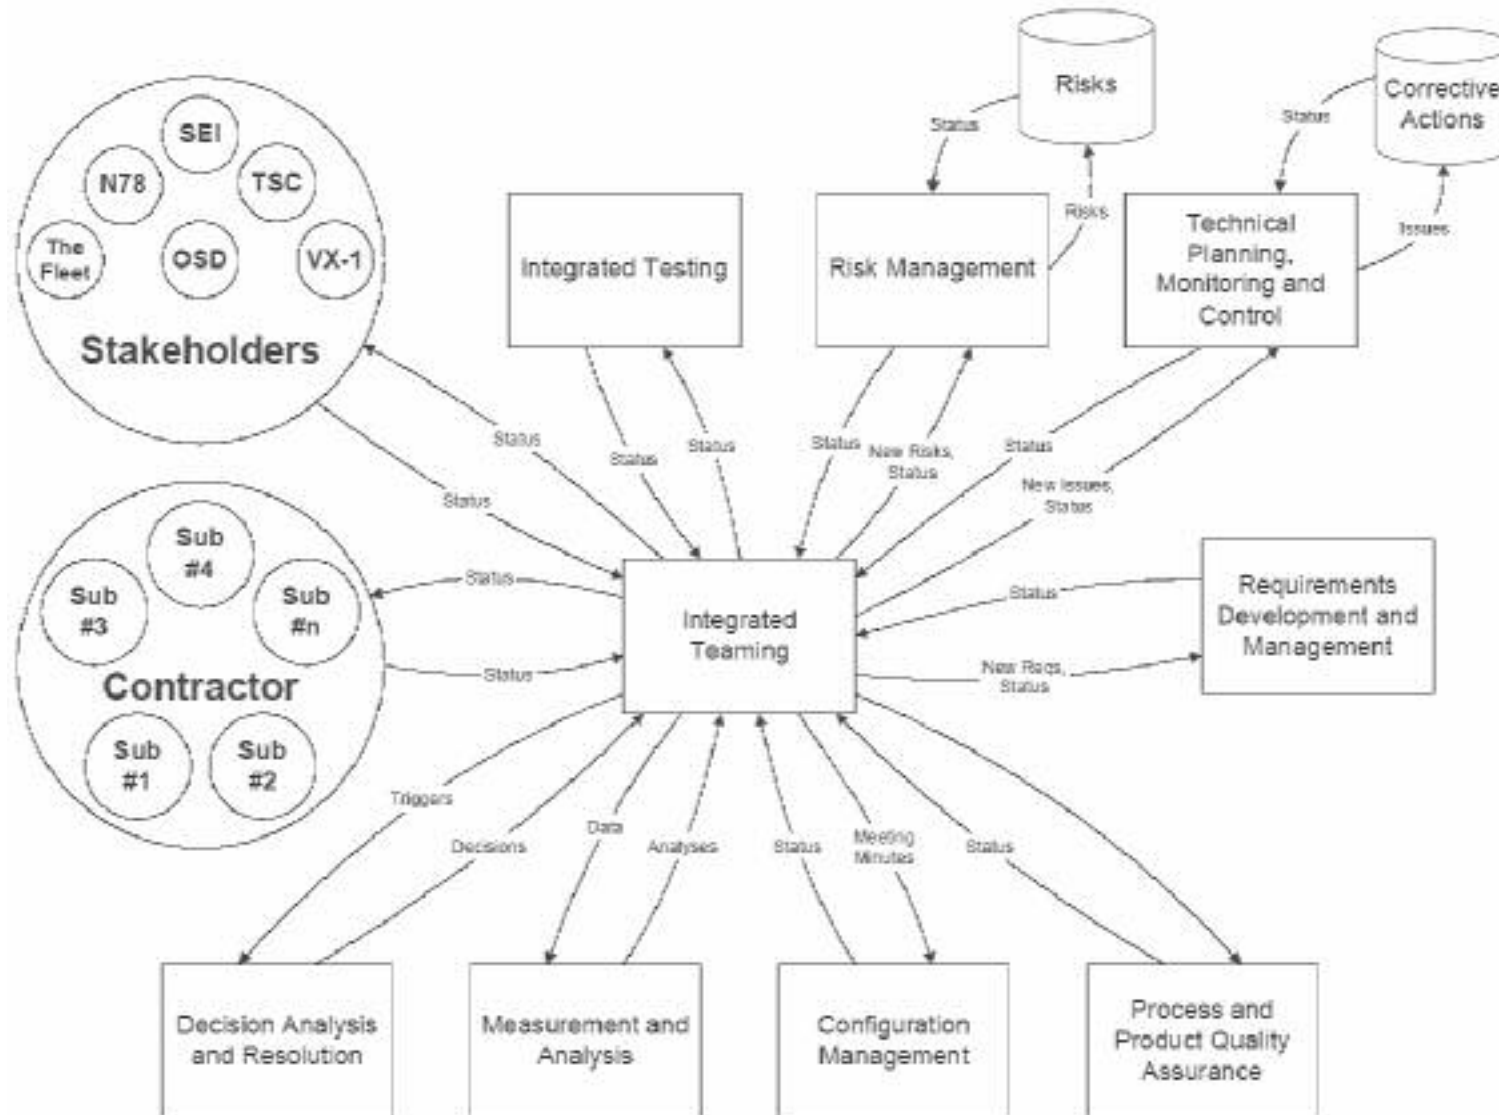 Risks
Corrective
Actions
Status
Status
SEI
N78
TSC
The
Fleet
OSD
VX-1
Stakeholders
Integrated Testing
Risk Management
Risks
Technical
Planning,
Monitoring and
Control
Issues
Status
Status
Status
Status
Status
New Risks,
Status
Status
New Issues,
Status
Sub
#4
Sub
#3
Sub
#n
Contractor
Sub
#1
Sub
#2
Status
Status
Integrated
Teaming
Status
New Reqs,
Status
Requirements
Development and
Management
Triggers
Decisions
Data
Analyses
Status
Meeting
Minutes
Status
Decision Analysis
and Resolution
Measurement and
Analysis
Configuration
Management
Process and
Product Quality
Assurance